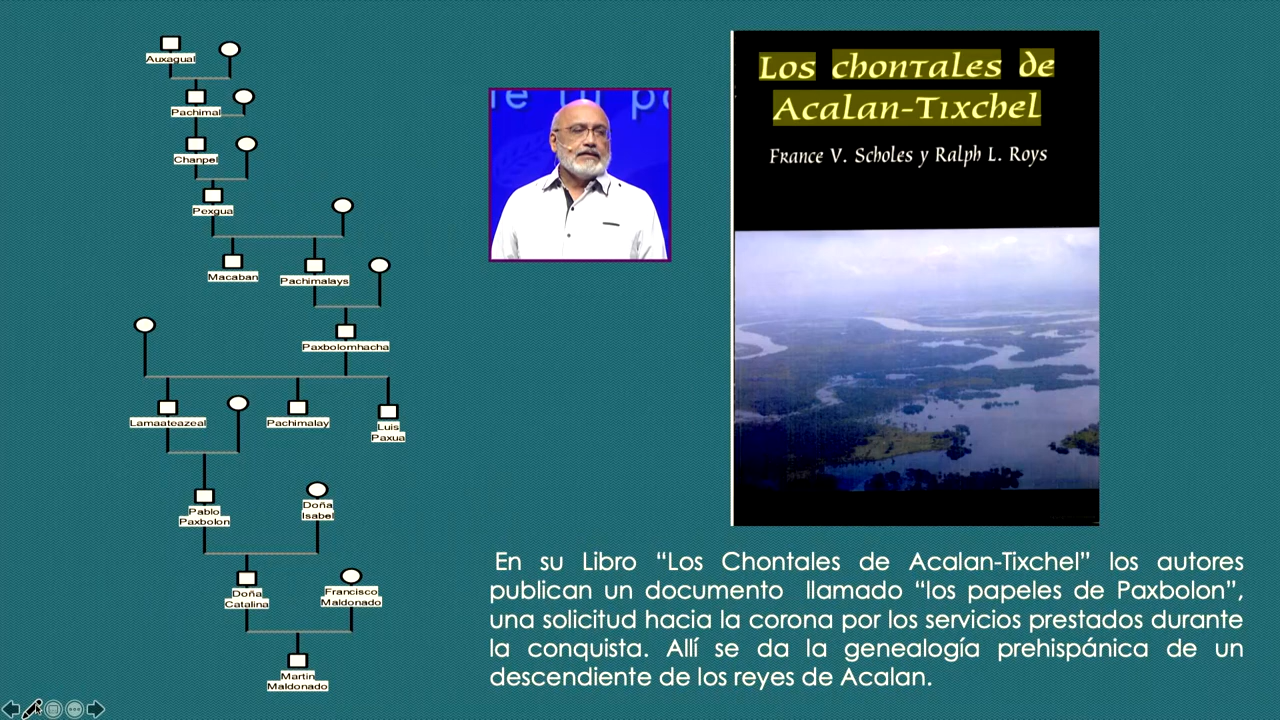 Auxagual
Pachimal
Chanpel
Pexgua
Macaban
Pachimalays
Paxbolomhacha
Lamaateazeal
Pachimalay
Luis
Paxua
Pablo
Paxbolon
Doña
Isabel
Doña
Catalina
Francisco
Maldonado
Martin
Maldonado
Los chontales de
Acalan-Tixchel
France V. Scholes y Ralph L. Roys
En su Libro “Los Chontales de Acalan-Tixchel” los autores
publican un documento llamado “los papeles de Paxbolon”,
una solicitud hacia la corona por los servicios prestados durante
la conquista. Allí se da la genealogía prehispánica de un
descendiente de los reyes de Acalan.